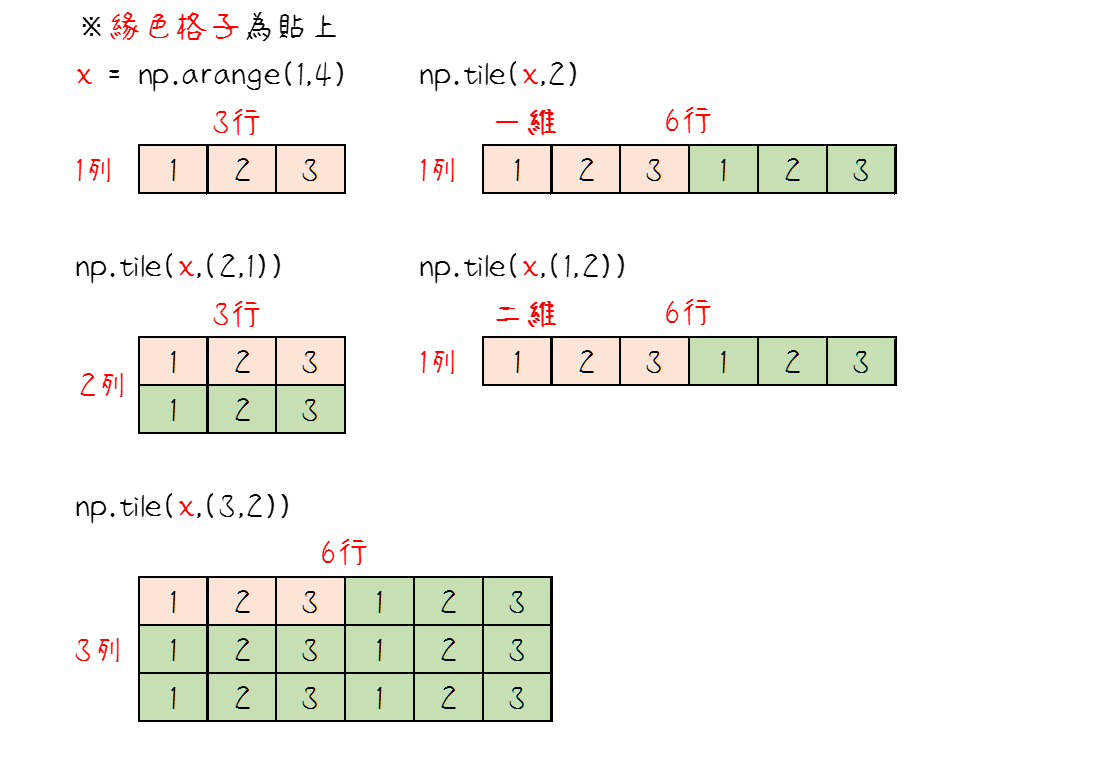 ※緣色格子為貼上
x = np.arange(1,4)
3行
1列
1 2 3
np.tile(x,2)
一維 6行
1列
1 2 3 1 2 3
np.tile(x,(2,1))
3行
2列
1 2 3
1 2 3
np.tile(x,(1,2))
二維 6行
1列
1 2 3 1 2 3
np.tile(x,(3,2))
6行
3列
1 2 3 1 2 3
1 2 3 1 2 3
1 2 3 1 2 3